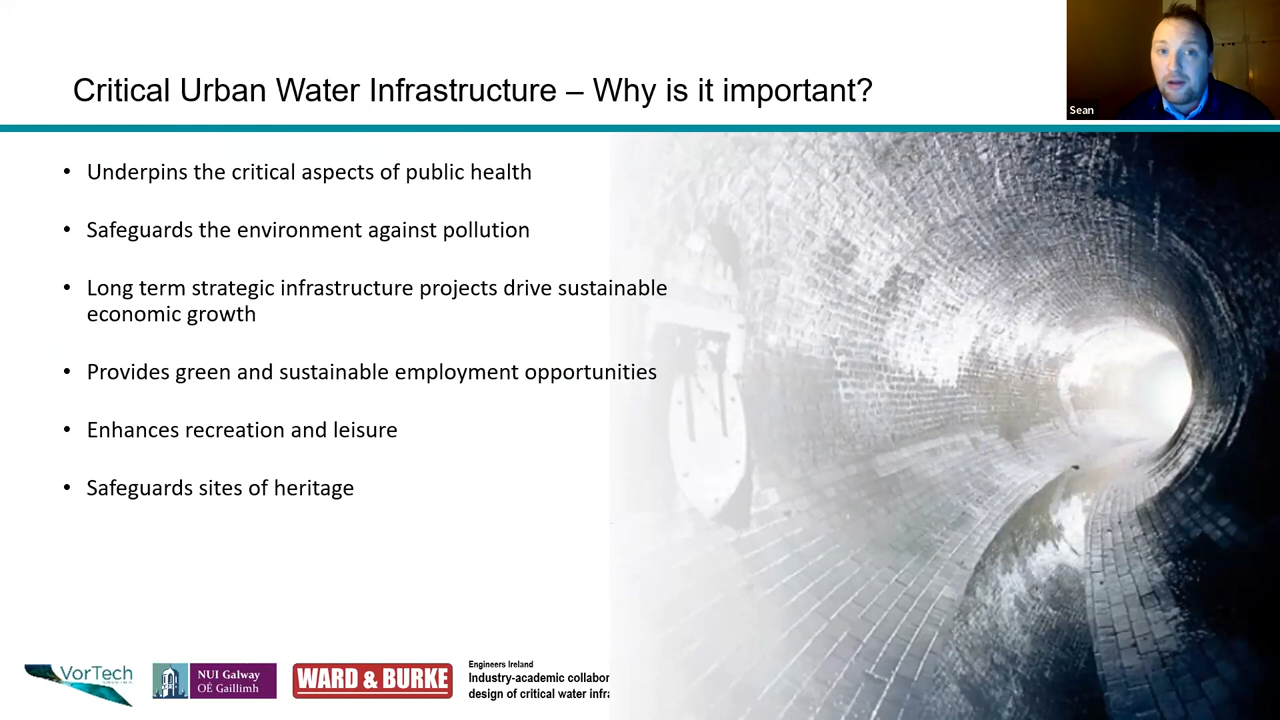 Critical Urban Water Infrastructure – Why is it important?
Sean
• Underpins the critical aspects of public health
• Safeguards the environment against pollution
• Long term strategic infrastructure projects drive sustainable
economic growth
• Provides green and sustainable employment opportunities
• Enhances recreation and leisure
• Safeguards sites of heritage
VorTech
NUI Galway
OÉ Gaillimh
WARD & BURKE
Engineers Ireland
Industry-academic collabor
design of critical water infra